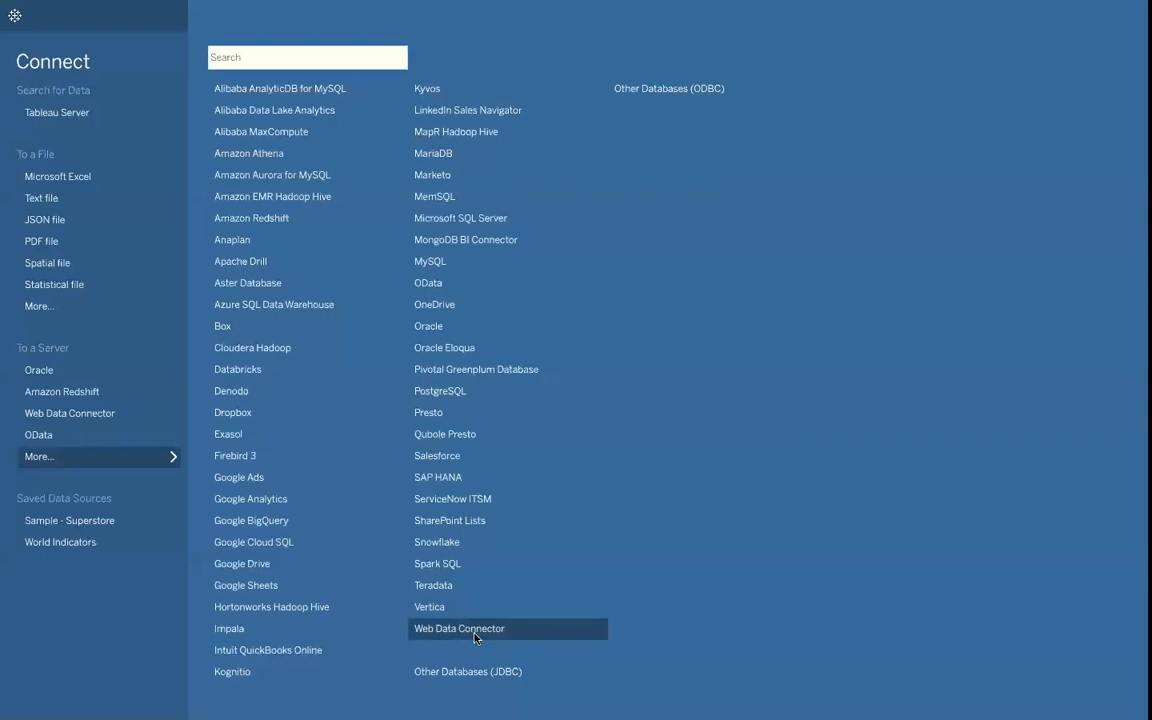 Connect
Search for Data
Tableau Server
To a File
Microsoft Excel
Text file
JSON file
PDF file
Spatial file
Statistical file
More...
To a Server
Oracle
Amazon Redshift
Web Data Connector
OData
More...
Saved Data Sources
Sample - Superstore
World Indicators
Search
Alibaba AnalyticDB for MySQL
Alibaba Data Lake Analytics
Alibaba MaxCompute
Amazon Athena
Amazon Aurora for MySQL
Amazon EMR Hadoop Hive
Amazon Redshift
Anaplan
Apache Drill
Aster Database
Azure SQL Data Warehouse
Box
Cloudera Hadoop
Databricks
Denodo
Dropbox
Exasol
Firebird 3
Google Ads
Google Analytics
Google BigQuery
Google Cloud SQL
Google Drive
Google Sheets
Hortonworks Hadoop Hive
Impala
Intuit QuickBooks Online
Kognitio
Kyvos
LinkedIn Sales Navigator
MapR Hadoop Hive
MariaDB
Marketo
MemSQL
Microsoft SQL Server
MongoDB BI Connector
MySQL
OData
OneDrive
Oracle
Oracle Eloqua
Pivotal Greenplum Database
PostgreSQL
Presto
Qubole Presto
Salesforce
SAP HANA
ServiceNow ITSM
SharePoint Lists
Snowflake
Spark SQL
Teradata
Vertica
Web Data Connector
Other Databases (JDBC)
Other Databases (ODBC)